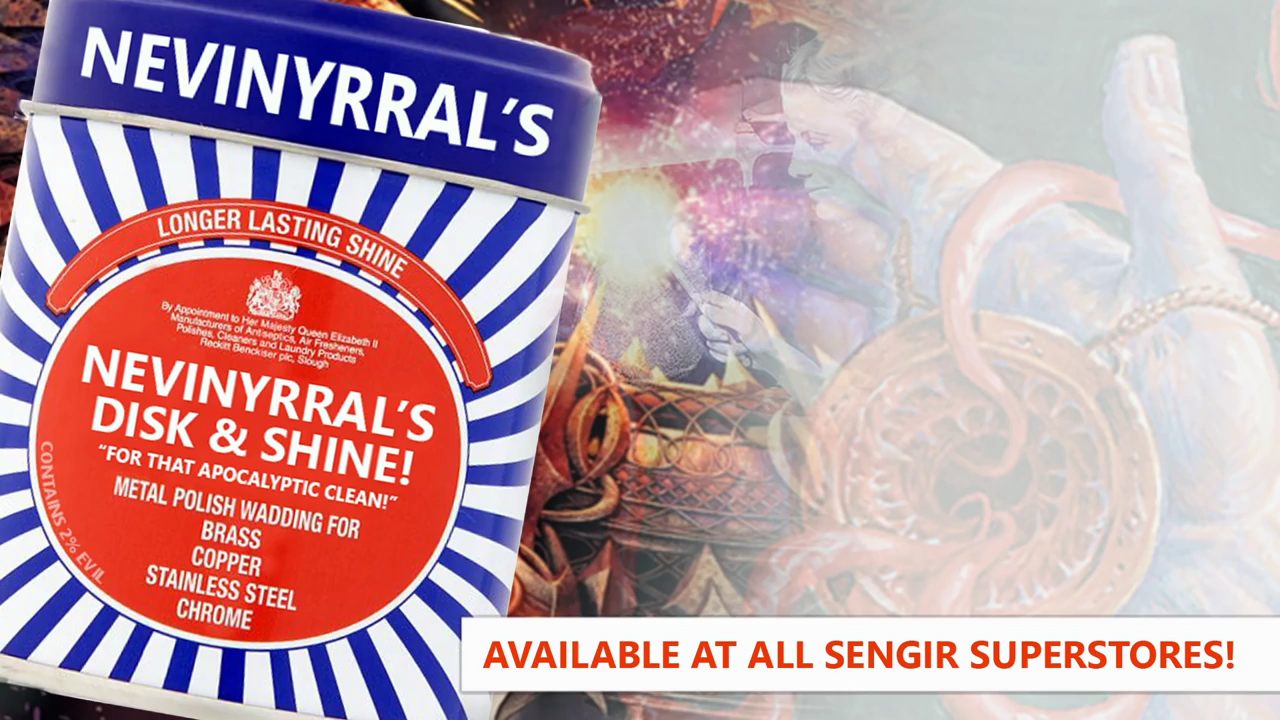 NEVINYRRAL'S
LONGER LASTING SHINE
By Appointment to Her Majesty Queen Elizabeth II
Manufacturers of Antiseptics, Air Fresheners,
Polishes, Cleaners and Laundry Products
Reckitt Benckiser plc, Slough
NEVINYRRAL'S
DISK & SHINE!
"FOR THAT APOCALYPTIC CLEAN!"
METAL POLISH WADDING FOR
BRASS
COPPER
STAINLESS STEEL
CHROME
CONTAINS 2% EVIL
AVAILABLE AT ALL SENGIR SUPERSTORES!